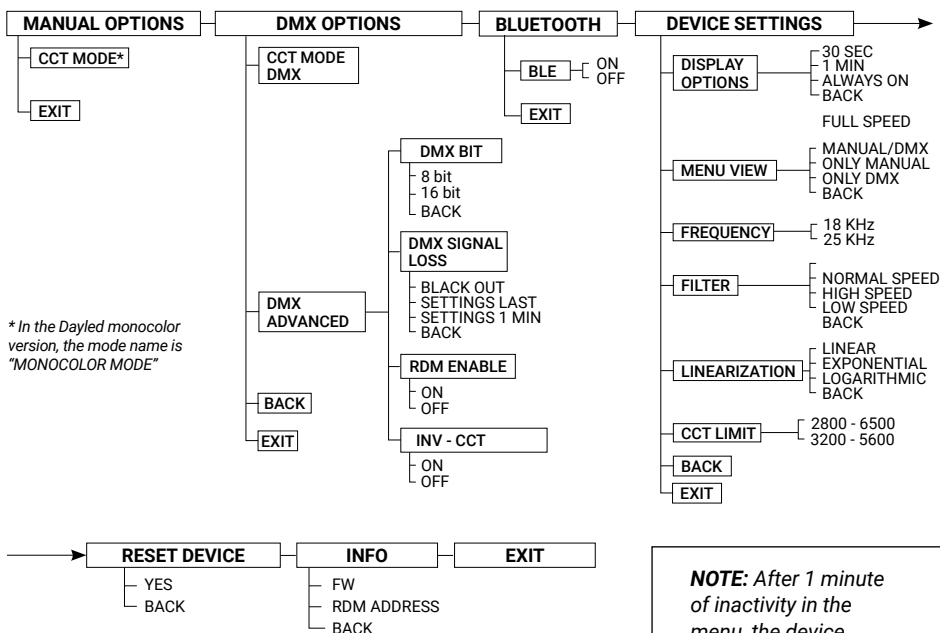 MANUAL OPTIONS
CCT MODE*
EXIT
* In the Dayled monocolor
version, the mode name is
“MONOCOLOR MODE”
DMX OPTIONS
CCT MODE
DMX
DMX
ADVANCED
DMX BIT
8 bit
16 bit
BACK
DMX SIGNAL
LOSS
BLACK OUT
SETTINGS LAST
SETTINGS 1 MIN
BACK
RDM ENABLE
ON
OFF
INV - CCT
ON
OFF
BACK
EXIT
BLUETOOTH
BLE
ON
OFF
EXIT
DEVICE SETTINGS
DISPLAY
OPTIONS
30 SEC
1 MIN
ALWAYS ON
BACK
FULL SPEED
MENU VIEW
MANUAL/DMX
ONLY MANUAL
ONLY DMX
BACK
FREQUENCY
18 KHz
25 KHz
FILTER
NORMAL SPEED
HIGH SPEED
LOW SPEED
BACK
LINEARIZATION
LINEAR
EXPONENTIAL
LOGARITHMIC
BACK
CCT LIMIT
2800 - 6500
3200 - 5600
BACK
EXIT
RESET DEVICE
YES
BACK
INFO
FW
RDM ADDRESS
BACK
EXIT
NOTE: After 1 minute
of inactivity in the
menu, the device